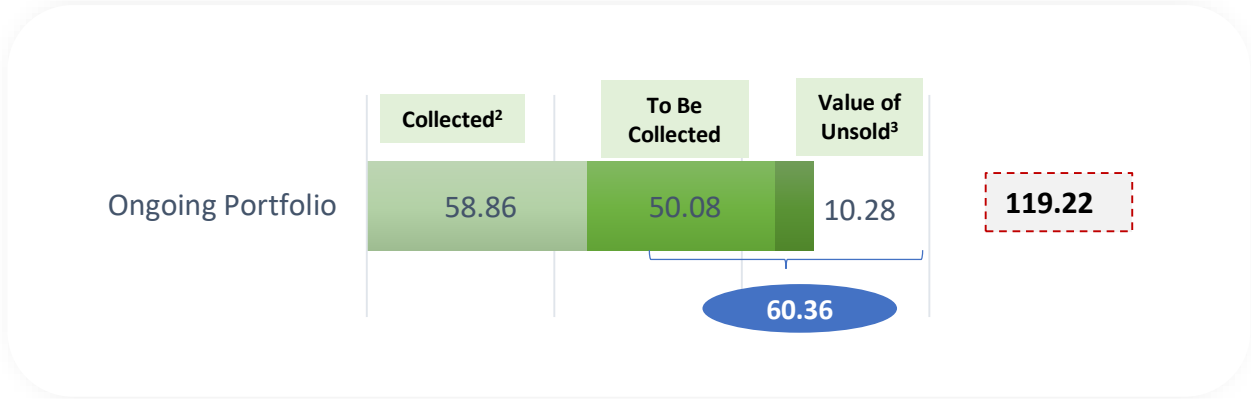 Collected²
To Be
Collected
Value of
Unsold³
Ongoing Portfolio
58.86
50.08
10.28
119.22
60.36